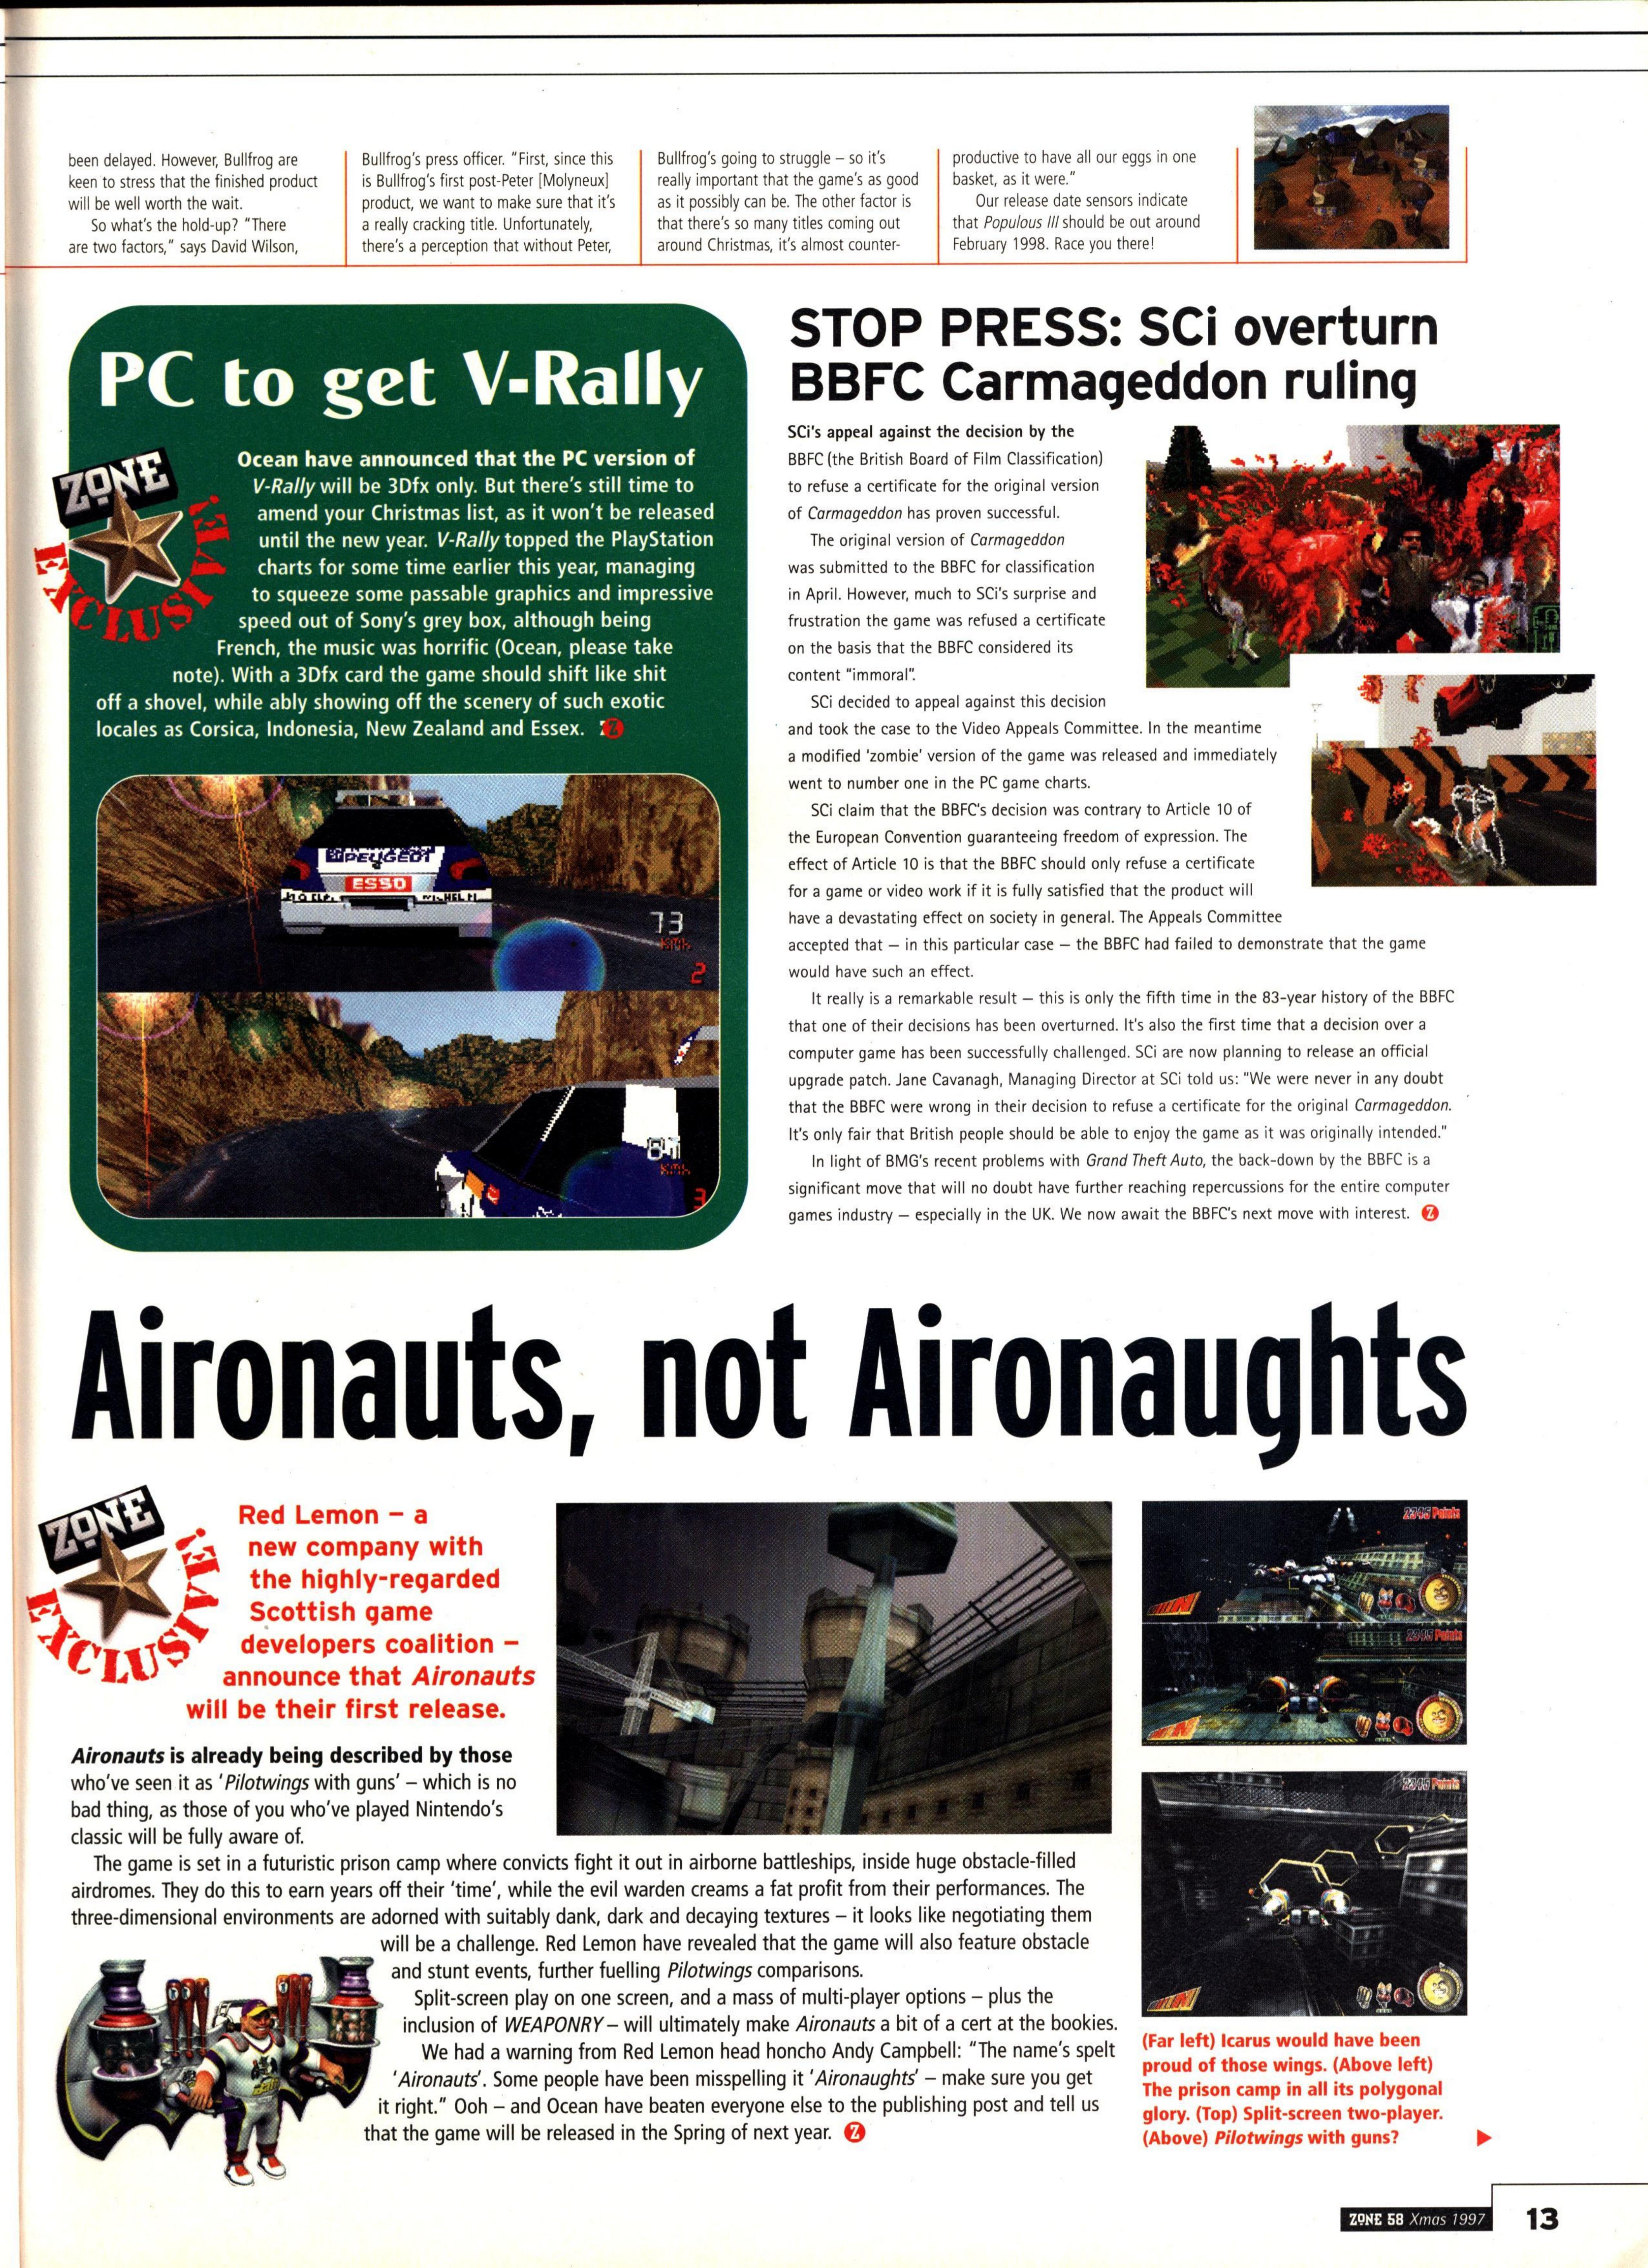 been delayed. However, Bullfrog are
keen to stress that the finished product
will be well worth the wait.
So what's the hold-up? "There
are two factors," says David Wilson,
Bullfrog's press officer. "First, since this
is Bullfrog's first post-Peter [Molyneux]
product, we want to make sure that it's
a really cracking title. Unfortunately,
there's a perception that without Peter,
Bullfrog's going to struggle – so it's
really important that the game's as good
as it possibly can be. The other factor is
that there's so many titles coming out
around Christmas, it's almost counter-
productive to have all our eggs in one
basket, as it were."
Our release date sensors indicate
that Populous III should be out around
February 1998. Race you there!
PC to get V-Rally
ZONE
EXCLUSIVE!
Ocean have announced that the PC version of
V-Rally will be 3Dfx only. But there's still time to
amend your Christmas list, as it won't be released
until the new year. V-Rally topped the PlayStation
charts for some time earlier this year, managing
to squeeze some passable graphics and impressive
speed out of Sony's grey box, although being
French, the music was horrific (Ocean, please take
note). With a 3Dfx card the game should shift like shit
off a shovel, while ably showing off the scenery of such exotic
locales as Corsica, Indonesia, New Zealand and Essex. Z
PEUGEOT
ESSO
73
KMh
2
84
KMh
3
STOP PRESS: SCi overturn
BBFC Carmageddon ruling
SCi's appeal against the decision by the
BBFC (the British Board of Film Classification)
to refuse a certificate for the original version
of Carmageddon has proven successful.
The original version of Carmageddon
was submitted to the BBFC for classification
in April. However, much to SCi's surprise and
frustration the game was refused a certificate
on the basis that the BBFC considered its
content "immoral".
SCi decided to appeal against this decision
and took the case to the Video Appeals Committee. In the meantime
a modified 'zombie' version of the game was released and immediately
went to number one in the PC game charts.
SCi claim that the BBFC's decision was contrary to Article 10 of
the European Convention guaranteeing freedom of expression. The
effect of Article 10 is that the BBFC should only refuse a certificate
for a game or video work if it is fully satisfied that the product will
have a devastating effect on society in general. The Appeals Committee
accepted that – in this particular case – the BBFC had failed to demonstrate that the game
would have such an effect.
It really is a remarkable result – this is only the fifth time in the 83-year history of the BBFC
that one of their decisions has been overturned. It's also the first time that a decision over a
computer game has been successfully challenged. SCi are now planning to release an official
upgrade patch. Jane Cavanagh, Managing Director at SCi told us: "We were never in any doubt
that the BBFC were wrong in their decision to refuse a certificate for the original Carmageddon.
It's only fair that British people should be able to enjoy the game as it was originally intended."
In light of BMG's recent problems with Grand Theft Auto, the back-down by the BBFC is a
significant move that will no doubt have further reaching repercussions for the entire computer
games industry – especially in the UK. We now await the BBFC's next move with interest. Z
Aironauts, not Aironaughts
ZONE
EXCLUSIVE!
Red Lemon – a
new company with
the highly-regarded
Scottish game
developers coalition –
announce that Aironauts
will be their first release.
Aironauts is already being described by those
who've seen it as 'Pilotwings with guns' – which is no
bad thing, as those of you who've played Nintendo's
classic will be fully aware of.
The game is set in a futuristic prison camp where convicts fight it out in airborne battleships, inside huge obstacle-filled
airdromes. They do this to earn years off their 'time', while the evil warden creams a fat profit from their performances. The
three-dimensional environments are adorned with suitably dank, dark and decaying textures – it looks like negotiating them
will be a challenge. Red Lemon have revealed that the game will also feature obstacle
and stunt events, further fuelling Pilotwings comparisons.
Split-screen play on one screen, and a mass of multi-player options – plus the
inclusion of WEAPONRY – will ultimately make Aironauts a bit of a cert at the bookies.
We had a warning from Red Lemon head honcho Andy Campbell: "The name's spelt
'Aironauts'. Some people have been misspelling it 'Aironaughts' – make sure you get
it right." Ooh – and Ocean have beaten everyone else to the publishing post and tell us
that the game will be released in the Spring of next year. Z
2345 Points
2345 Points
2345 Points
(Far left) Icarus would have been
proud of those wings. (Above left)
The prison camp in all its polygonal
glory. (Top) Split-screen two-player.
(Above) Pilotwings with guns?
ZONE 58 Xmas 1997
13